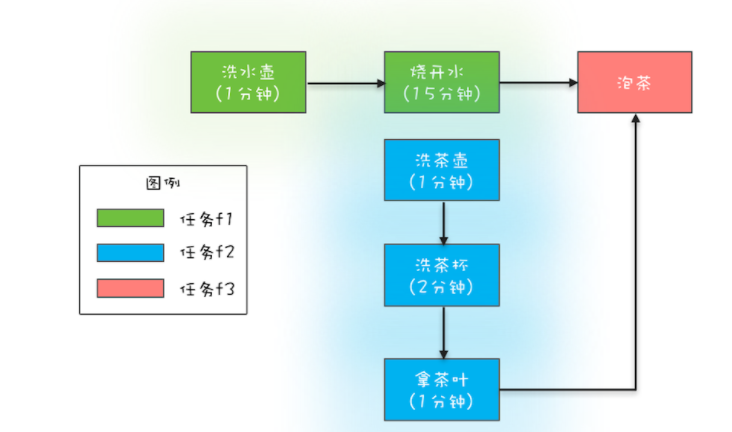 洗水壶
(1分钟)
烧开水
(15分钟)
泡茶
洗茶壶
(1分钟)
图例
任务f1
任务f2
任务f3
洗茶杯
(2分钟)
拿茶叶
(1分钟)